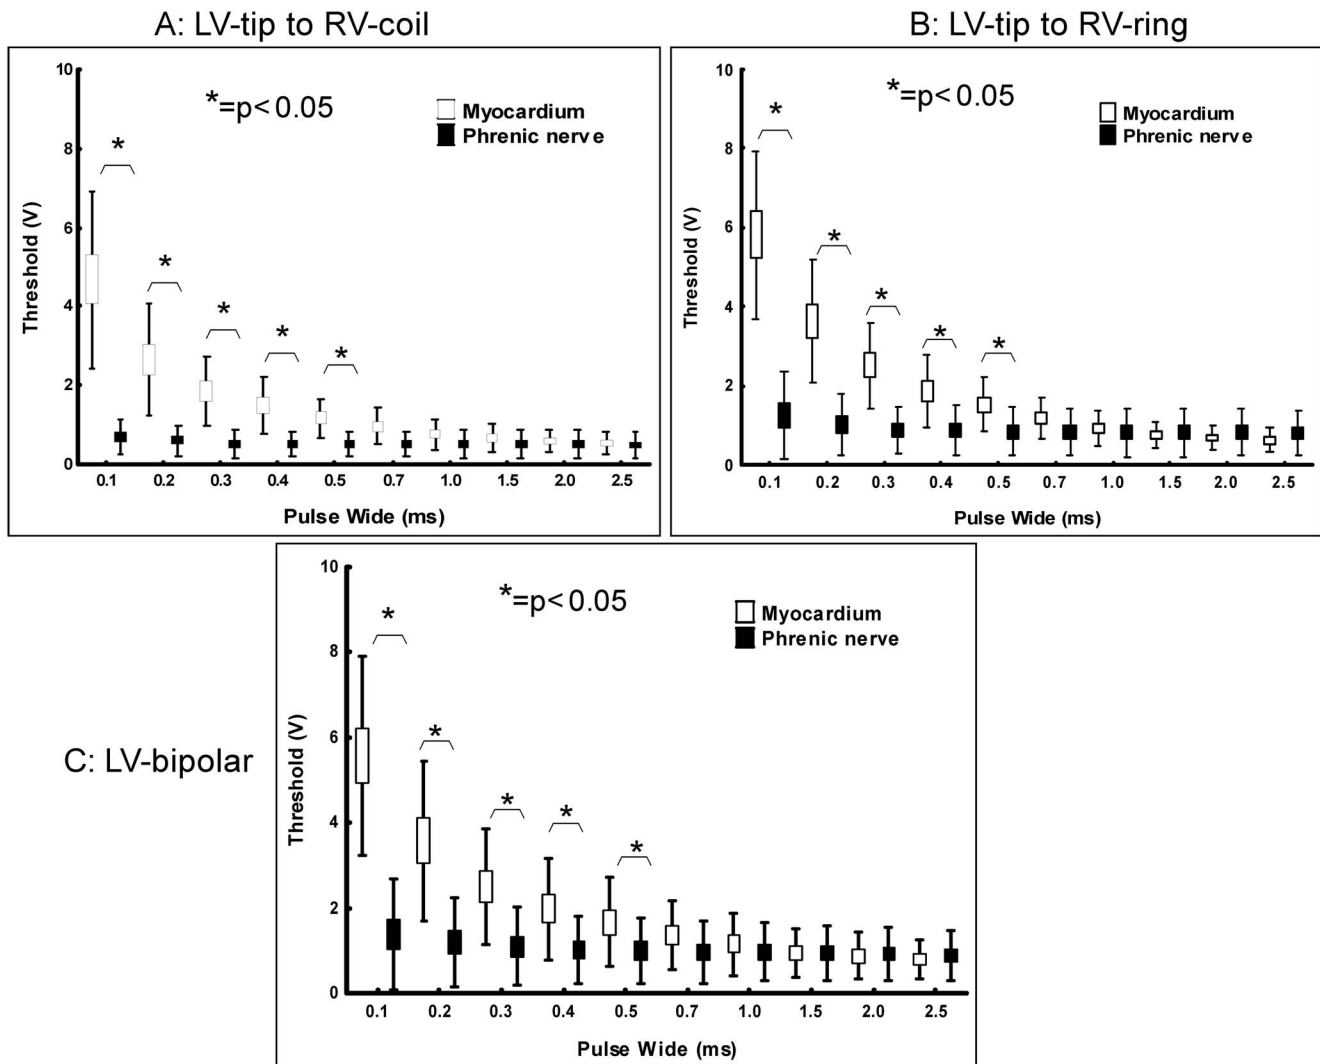 A: LV-tip to RV-coil
10
8
6
4
2
0
Threshold (V)
*=p< 0.05
Myocardium
Phrenic nerve
*
*
*
*
*
0.1 0.2 0.3 0.4 0.5 0.7 1.0 1.5 2.0 2.5
Pulse Wide (ms)
B: LV-tip to RV-ring
10
8
6
4
2
0
Threshold (V)
*=p< 0.05
Myocardium
Phrenic nerve
*
*
*
*
*
0.1 0.2 0.3 0.4 0.5 0.7 1.0 1.5 2.0 2.5
Pulse Wide (ms)
C: LV-bipolar
10
8
6
4
2
0
Threshold (V)
*=p< 0.05
Myocardium
Phrenic nerve
*
*
*
*
*
0.1 0.2 0.3 0.4 0.5 0.7 1.0 1.5 2.0 2.5
Pulse Wide (ms)